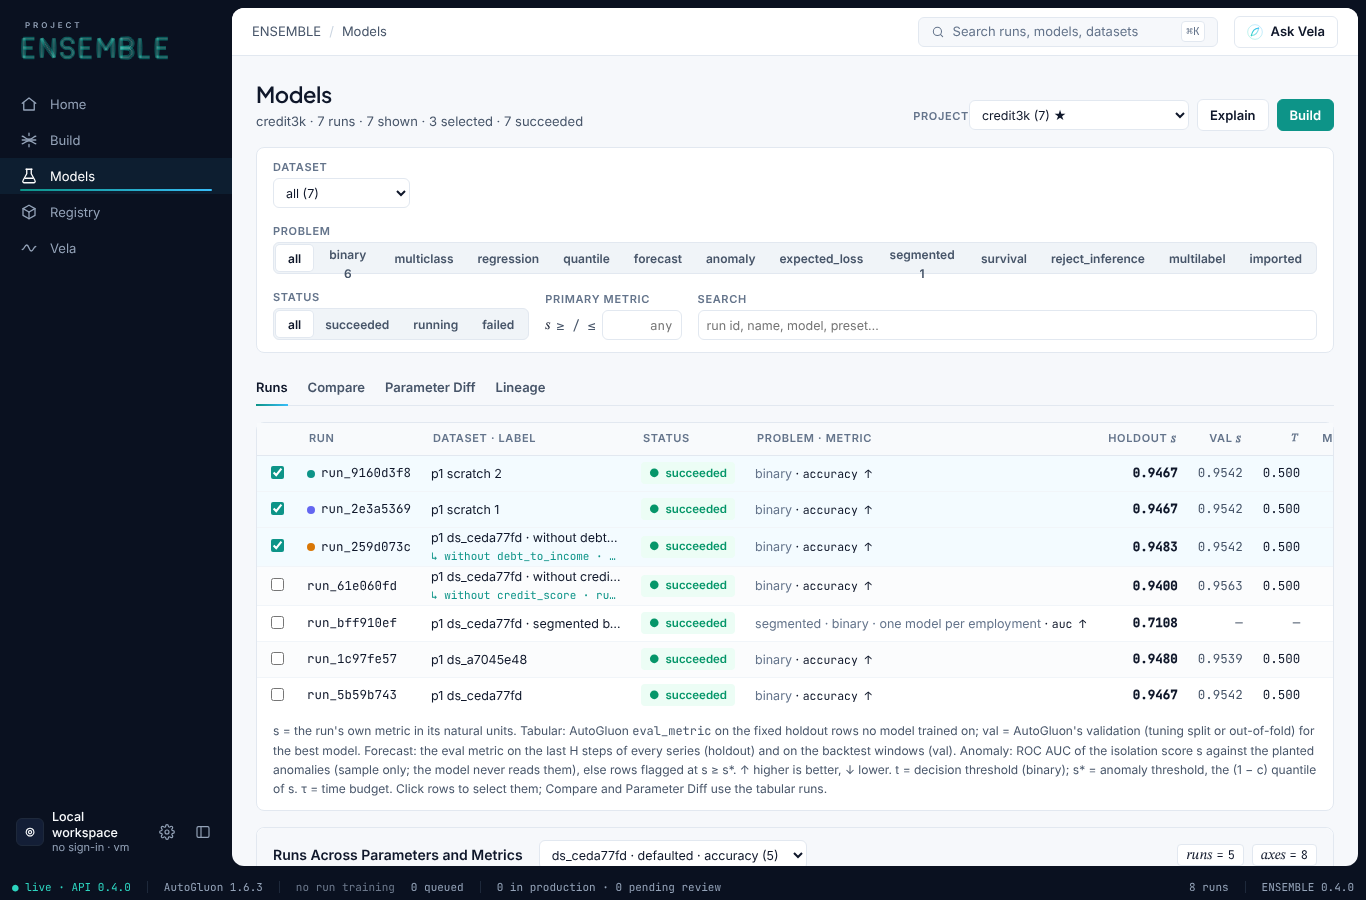 PROJECT
ENSEMBLE
Home
Build
Models
Registry
Vela
Local
workspace
no sign-in · vm
ENSEMBLE / Models
Search runs, models, datasets ⌘K
Ask Vela
Models
credit3k · 7 runs · 7 shown · 3 selected · 7 succeeded
PROJECT credit3k (7) ★ Explain Build
DATASET
all (7)
PROBLEM
all binary 6 multiclass regression quantile forecast anomaly expected_loss segmented 1 survival reject_inference multilabel imported
STATUS PRIMARY METRIC SEARCH
all succeeded running failed s ≥ / ≤ any run id, name, model, preset...
Runs Compare Parameter Diff Lineage
RUN DATASET · LABEL STATUS PROBLEM · METRIC HOLDOUT s VAL s T M
run_9160d3f8 p1 scratch 2 succeeded binary · accuracy ↑ 0.9467 0.9542 0.500
run_2e3a5369 p1 scratch 1 succeeded binary · accuracy ↑ 0.9467 0.9542 0.500
run_259d073c p1 ds_ceda77fd · without debt... succeeded binary · accuracy ↑ 0.9483 0.9542 0.500
↳ without debt_to_income · …
run_61e060fd p1 ds_ceda77fd · without credi... succeeded binary · accuracy ↑ 0.9400 0.9563 0.500
↳ without credit_score · ru…
run_bff910ef p1 ds_ceda77fd · segmented b... succeeded segmented · binary · one model per employment · auc ↑ 0.7108 — —
run_1c97fe57 p1 ds_a7045e48 succeeded binary · accuracy ↑ 0.9480 0.9539 0.500
run_5b59b743 p1 ds_ceda77fd succeeded binary · accuracy ↑ 0.9467 0.9542 0.500
s = the run's own metric in its natural units. Tabular: AutoGluon eval_metric on the fixed holdout rows no model trained on; val = AutoGluon's validation (tuning split or out-of-fold) for
the best model. Forecast: the eval metric on the last H steps of every series (holdout) and on the backtest windows (val). Anomaly: ROC AUC of the isolation score s against the planted
anomalies (sample only; the model never reads them), else rows flagged at s ≥ s*. ↑ higher is better, ↓ lower. t = decision threshold (binary); s* = anomaly threshold, the (1 − c) quantile
of s. τ = time budget. Click rows to select them; Compare and Parameter Diff use the tabular runs.
Runs Across Parameters and Metrics ds_ceda77fd · defaulted · accuracy (5) runs = 5 axes = 8
live · API 0.4.0 AutoGluon 1.6.3 no run training 0 queued 0 in production · 0 pending review 8 runs ENSEMBLE 0.4.0